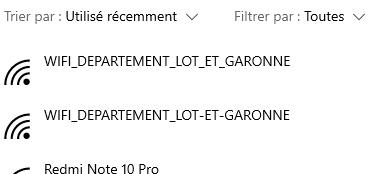 Trier par : Utilisé récemment Filtrer par : Toutes
WIFI_DEPARTEMENT_LOT_ET_GARONNE
WIFI_DEPARTEMENT_LOT-ET-GARONNE
Redmi Note 10 Pro